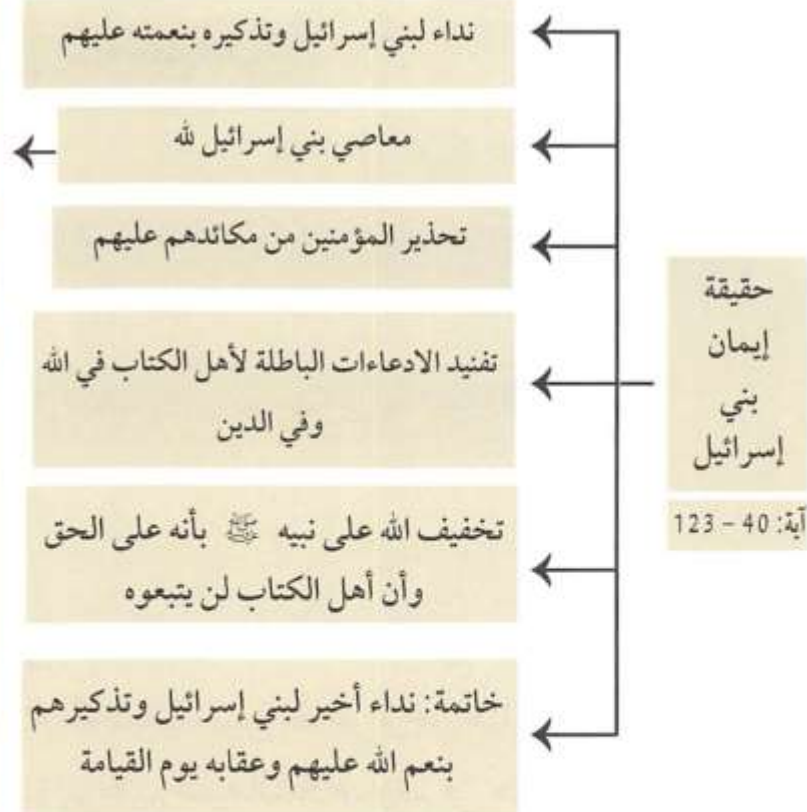 حقيقة
إيمان
بني
إسرائيل
آية: 40 – 123
نداء لبني إسرائيل وتذكيره بنعمته عليهم
معاصي بني إسرائيل لله
تحذير المؤمنين من مكائدهم عليهم
تفنيد الادعاءات الباطلة لأهل الكتاب في الله
وفي الدين
تخفيف الله على نبيه ﷺ بأنه على الحق
وأن أهل الكتاب لن يتبعوه
خاتمة: نداء أخير لبني إسرائيل وتذكيرهم
بنعم الله عليهم وعقابه يوم القيامة